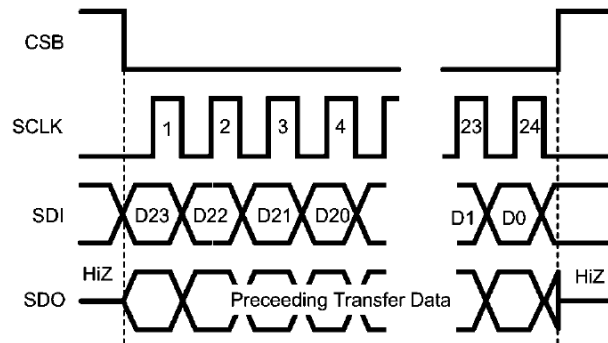 CSB
SCLK 1 2 3 4 23 24
SDI D23 D22 D21 D20 D1 D0
HiZ HiZ
SDO Preceeding Transfer Data